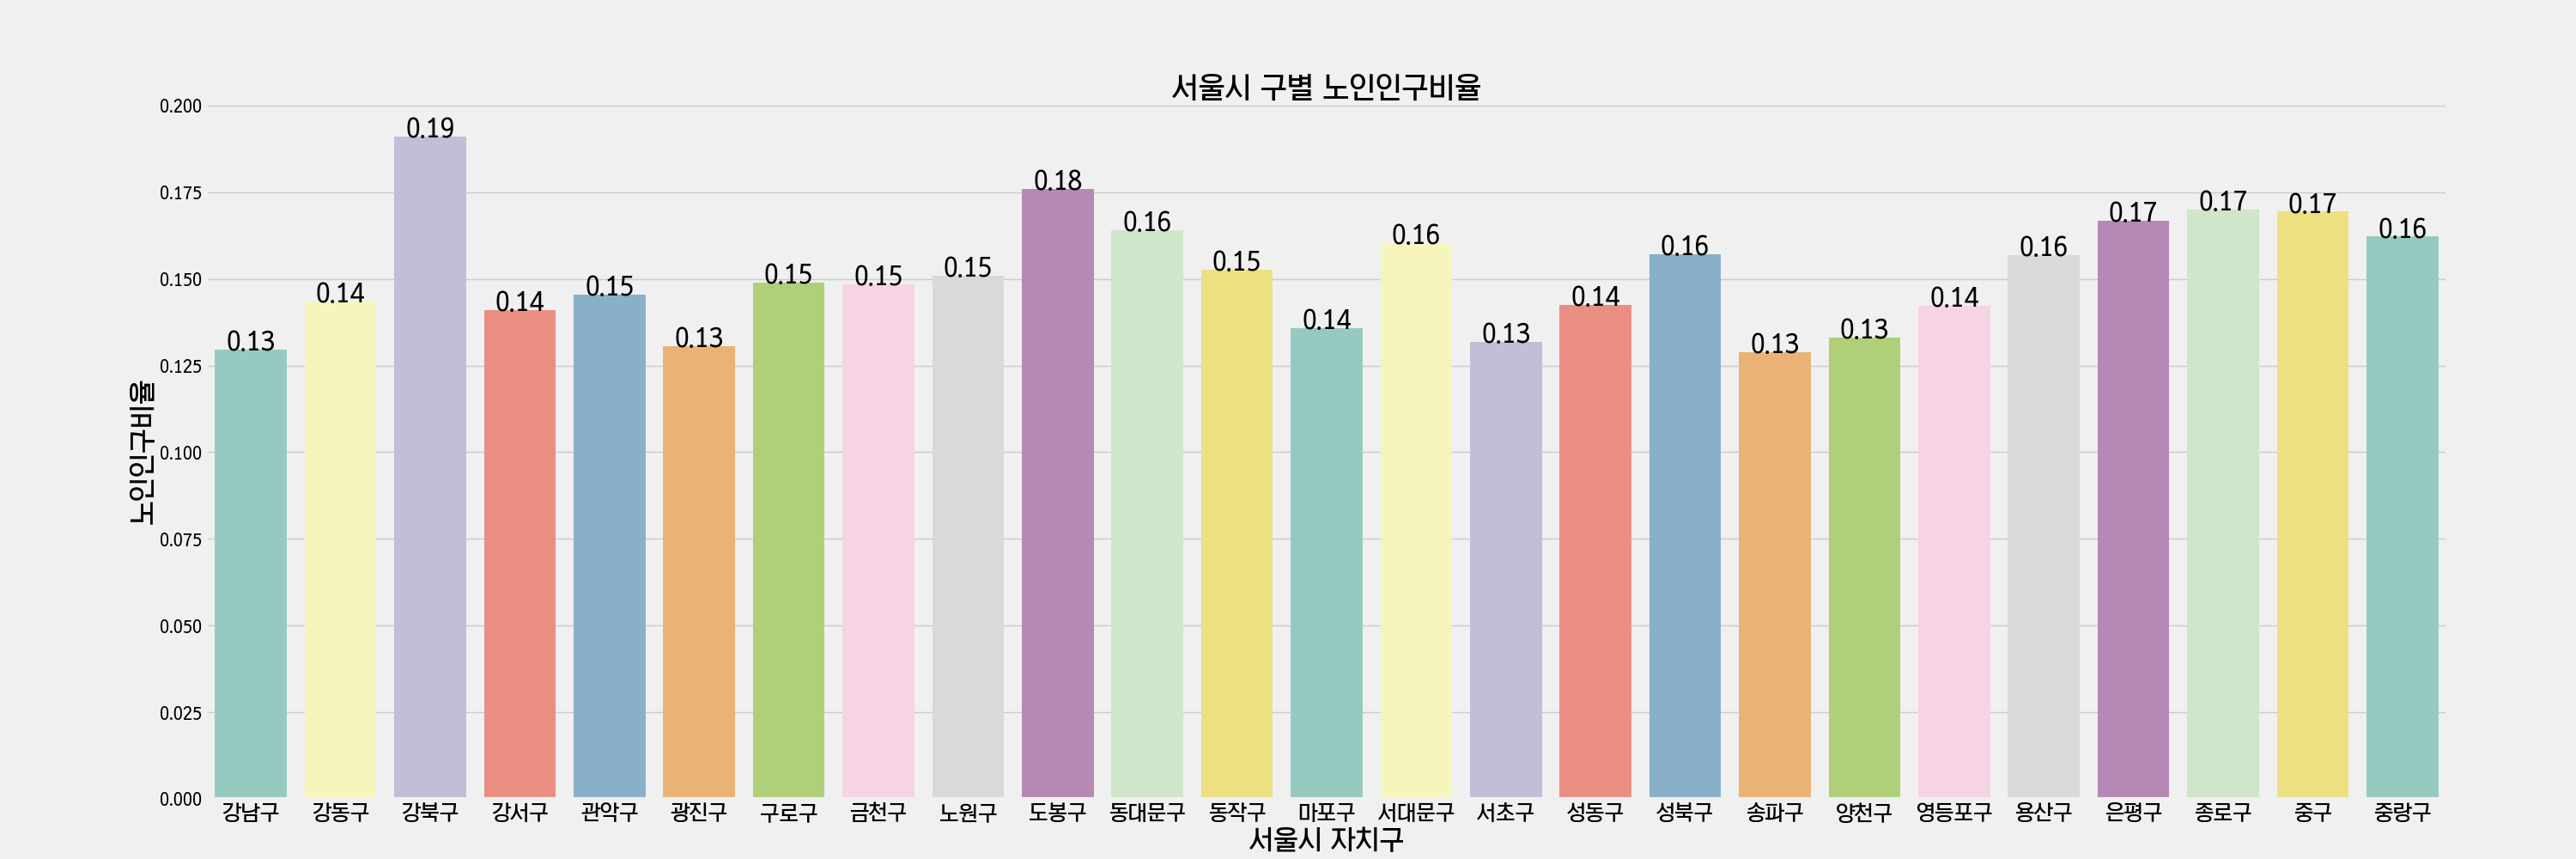 서울시 구별 노인인구비율
노인인구비율
0.200
0.175
0.150
0.125
0.100
0.075
0.050
0.025
0.000
0.13 0.14 0.19 0.14 0.15 0.13 0.15 0.15 0.15 0.18 0.16 0.15 0.14 0.16 0.13 0.14 0.16 0.13 0.13 0.14 0.16 0.17 0.17 0.17 0.16
강남구 강동구 강북구 강서구 관악구 광진구 구로구 금천구 노원구 도봉구 동대문구 동작구 마포구 서대문구 서초구 성동구 성북구 송파구 양천구 영등포구 용산구 은평구 종로구 중구 중랑구
서울시 자치구